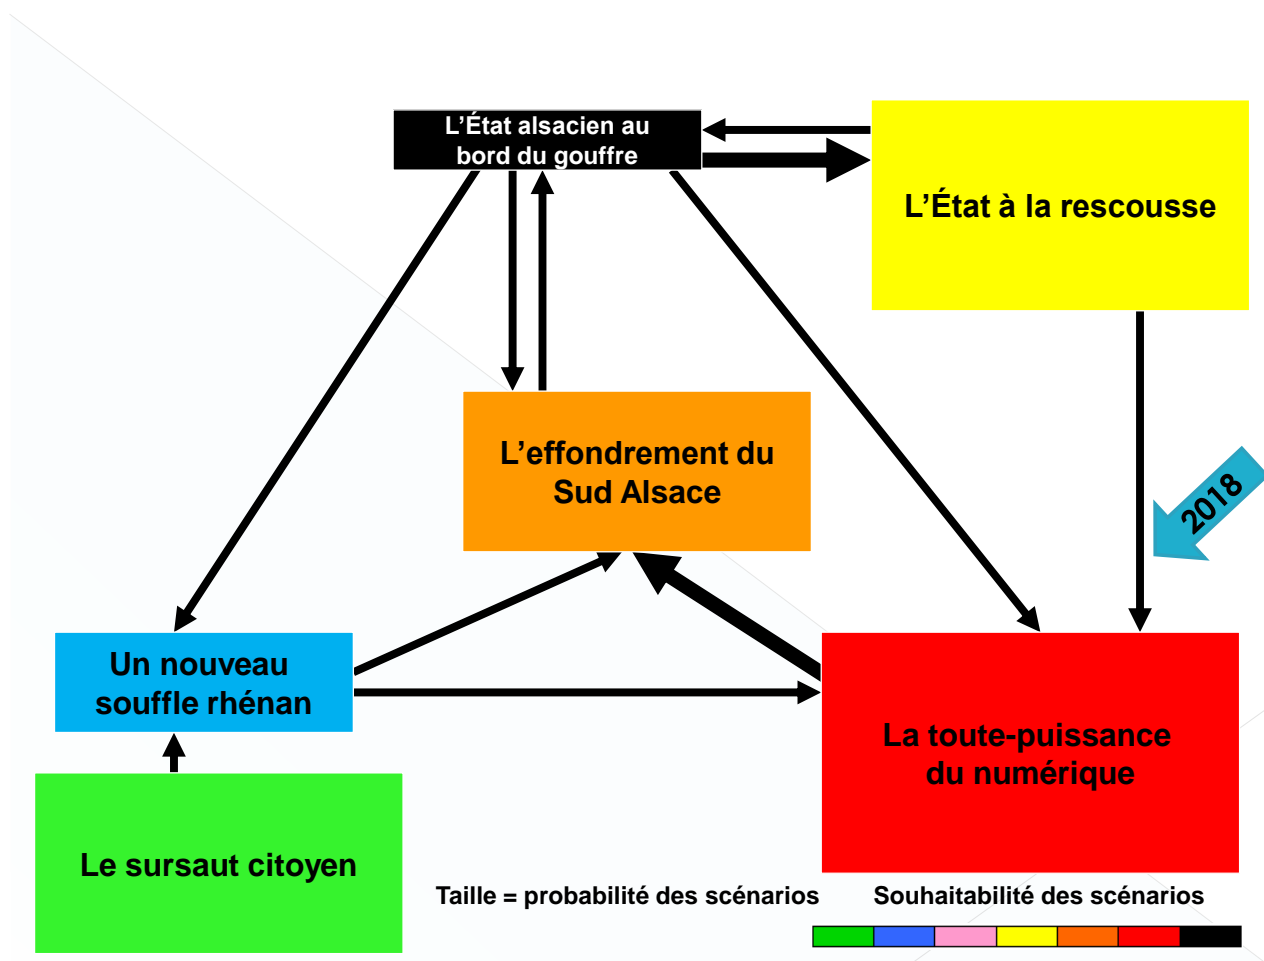 L’État alsacien au
bord du gouffre
L’État à la rescousse
L’effondrement du
Sud Alsace
2018
Un nouveau
souffle rhénan
La toute-puissance
du numérique
Le sursaut citoyen
Taille = probabilité des scénarios
Souhaitabilité des scénarios